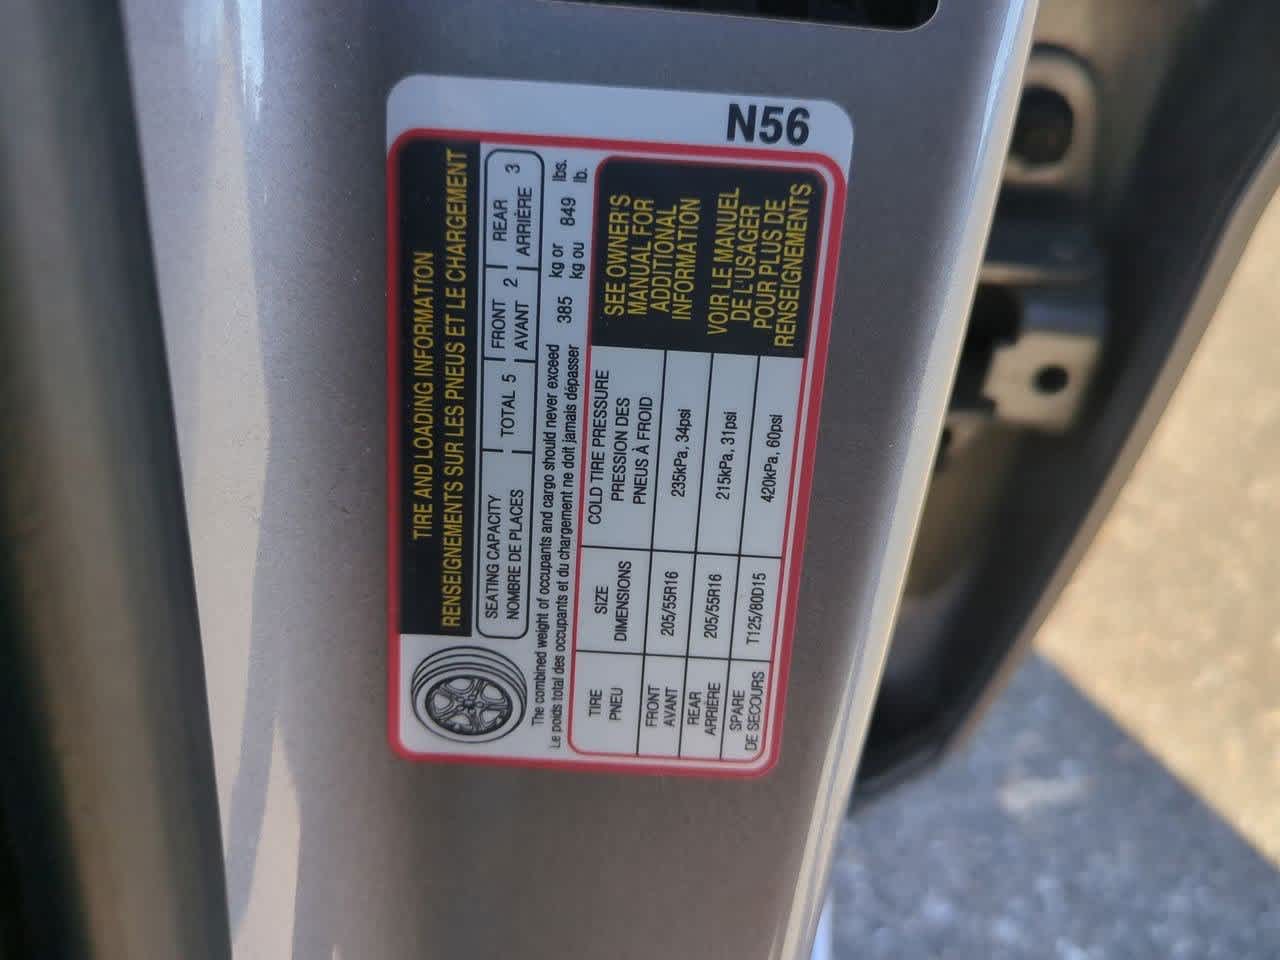 N56
TIRE AND LOADING INFORMATION
RENSEIGNEMENTS SUR LES PNEUS ET LE CHARGEMENT
SEATING CAPACITY
NOMBRE DE PLACES
TOTAL 5
FRONT
AVANT 2
REAR
ARRIÈRE 3
The combined weight of occupants and cargo should never exceed 385 kg or 849 lbs.
Le poids total des occupants et du chargement ne doit jamais dépasser 385 kg ou 849 lb.
TIRE
PNEU
SIZE
DIMENSIONS
COLD TIRE PRESSURE
PRESSION DES
PNEUS À FROID
FRONT
AVANT
205/55R16
235kPa, 34psi
REAR
ARRIÈRE
205/55R16
215kPa, 31psi
SPARE
DE SECOURS
T125/80D15
420kPa, 60psi
SEE OWNER'S
MANUAL FOR
ADDITIONAL
INFORMATION
VOIR LE MANUEL
DE L'USAGER
POUR PLUS DE
RENSEIGNEMENTS